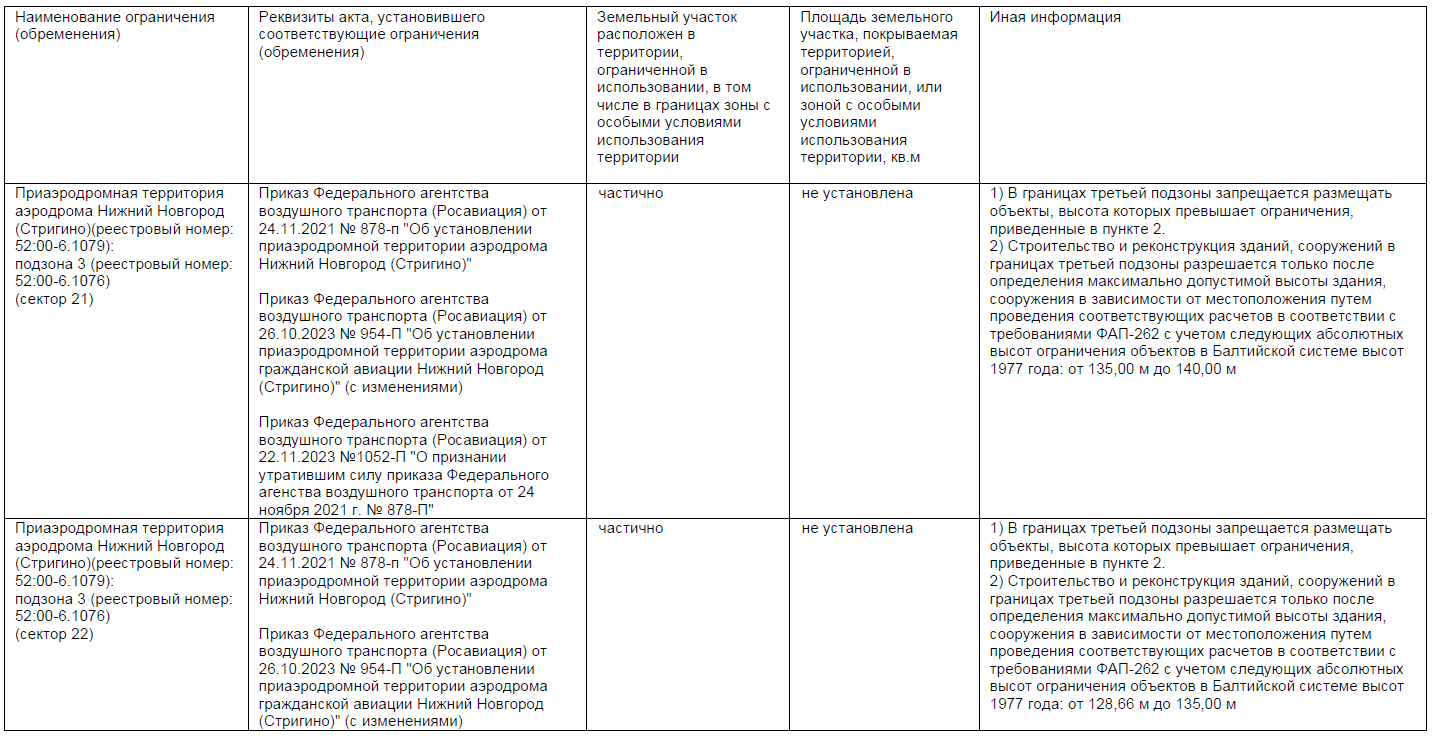 Наименование ограничения
(обременения)
Реквизиты акта, установившего
соответствующие ограничения
(обременения)
Земельный участок
расположен в
территории,
ограниченной в
использовании, в том
числе в границах зоны с
особыми условиями
использования
территории
Площадь земельного
участка, покрываемая
территорией,
ограниченной в
использовании, или
зоной с особыми
условиями
использования
территории, кв.м
Иная информация
Приаэродромная территория
аэродрома Нижний Новгород
(Стригино)(реестровый номер:
52:00-6.1079):
подзона 3 (реестровый номер:
52:00-6.1076)
(сектор 21)
Приказ Федерального агентства
воздушного транспорта (Росавиация) от
24.11.2021 № 878-п "Об установлении
приаэродромной территории аэродрома
Нижний Новгород (Стригино)"
Приказ Федерального агентства
воздушного транспорта (Росавиация) от
26.10.2023 № 954-П "Об установлении
приаэродромной территории аэродрома
гражданской авиации Нижний Новгород
(Стригино)" (с изменениями)
Приказ Федерального агентства
воздушного транспорта (Росавиация) от
22.11.2023 №1052-П "О признании
утратившим силу приказа Федерального
агенства воздушного транспорта от 24
ноября 2021 г. № 878-П"
частично
не установлена
1) В границах третьей подзоны запрещается размещать
объекты, высота которых превышает ограничения,
приведенные в пункте 2.
2) Строительство и реконструкция зданий, сооружений в
границах третьей подзоны разрешается только после
определения максимально допустимой высоты здания,
сооружения в зависимости от местоположения путем
проведения соответствующих расчетов в соответствии с
требованиями ФАП-262 с учетом следующих абсолютных
высот ограничения объектов в Балтийской системе высот
1977 года: от 135,00 м до 140,00 м
Приаэродромная территория
аэродрома Нижний Новгород
(Стригино)(реестровый номер:
52:00-6.1079):
подзона 3 (реестровый номер:
52:00-6.1076)
(сектор 22)
Приказ Федерального агентства
воздушного транспорта (Росавиация) от
24.11.2021 № 878-п "Об установлении
приаэродромной территории аэродрома
Нижний Новгород (Стригино)"
Приказ Федерального агентства
воздушного транспорта (Росавиация) от
26.10.2023 № 954-П "Об установлении
приаэродромной территории аэродрома
гражданской авиации Нижний Новгород
(Стригино)" (с изменениями)
частично
не установлена
1) В границах третьей подзоны запрещается размещать
объекты, высота которых превышает ограничения,
приведенные в пункте 2.
2) Строительство и реконструкция зданий, сооружений в
границах третьей подзоны разрешается только после
определения максимально допустимой высоты здания,
сооружения в зависимости от местоположения путем
проведения соответствующих расчетов в соответствии с
требованиями ФАП-262 с учетом следующих абсолютных
высот ограничения объектов в Балтийской системе высот
1977 года: от 128,66 м до 135,00 м